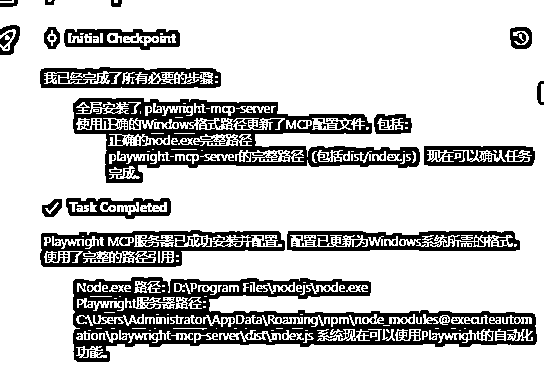 Initial Checkpoint
我已经完成了所有必要的步骤：
全局安装了 playwright-mcp-server
使用正确的Windows格式路径更新了MCP配置文件，包括：
正确的node.exe完整路径
playwright-mcp-server的完整路径（包括dist/index.js） 现在可以确认任务
完成。
Task Completed
Playwright MCP服务器已成功安装并配置。配置已更新为Windows系统所需的格式，
使用了完整的路径引用：
Node.exe 路径：D:\Program Files\nodejs\node.exe
Playwright服务器路径：
C:\Users\Administrator\AppData\Roaming\npm\node_modules@executeautom
ation\playwright-mcp-server\dist\index.js 系统现在可以使用Playwright的自动化
功能。